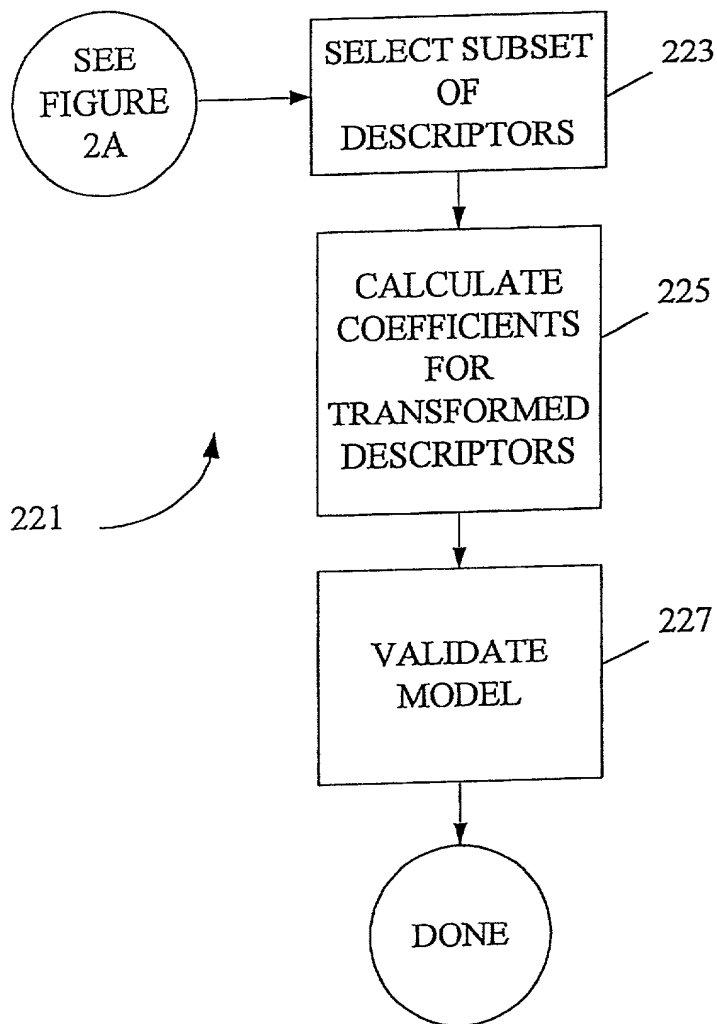 SEE
FIGURE
2A
SELECT SUBSET
OF
DESCRIPTORS
223
CALCULATE
COEFFICIENTS
FOR
TRANSFORMED
DESCRIPTORS
225
221
VALIDATE
MODEL
227
DONE